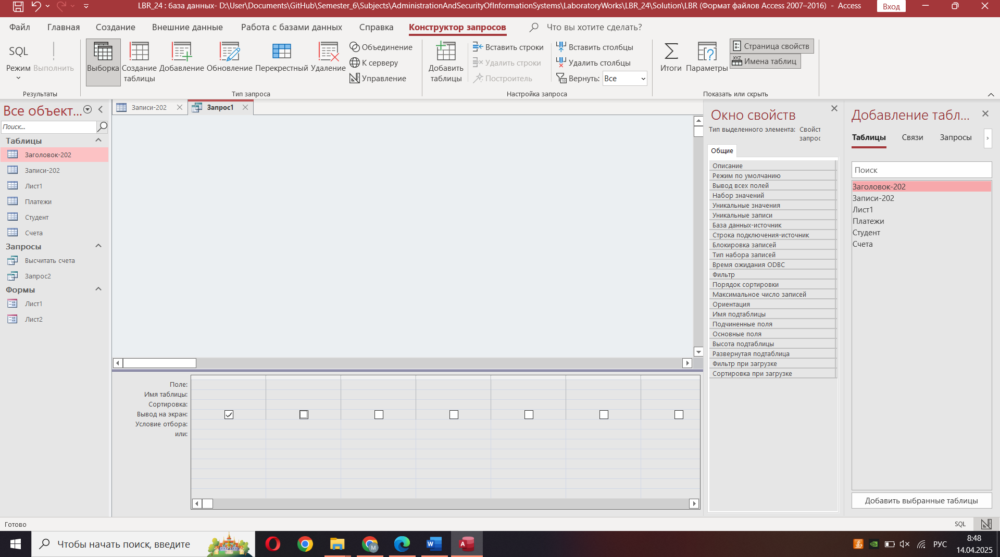 LBR_24 : база данных- D:\User\Documents\GitHub\Semester_6\Subjects\AdministrationAndSecurityOfInformationSystems\LaboratoryWorks\LBR_24\Solution\LBR (Формат файлов Access 2007–2016) - Access
Вход
Файл
Главная
Создание
Внешние данные
Работа с базами данных
Справка
Конструктор запросов
Что вы хотите сделать?
SQL
Режим
Выполнить
Результаты
Выборка
Создание таблицы
Добавление
Обновление
Перекрестный
Удаление
Объединение
К серверу
Управление
Тип запроса
Добавить таблицы
Вставить строки
Удалить строки
Построитель
Вставить столбцы
Удалить столбцы
Вернуть: Все
Настройка запроса
Итоги
Параметры
Страница свойств
XYZ
Имена таблиц
Показать или скрыть
Все объект...
Поиск...
Таблицы
Заголовок-202
Записи-202
Лист1
Платежи
Студент
Счета
Запросы
Высчитать счета
Запрос2
Формы
Лист1
Лист2
Записи-202
Запрос1
Поле:
Имя таблицы:
Сортировка:
Вывод на экран:
Условие отбора:
или:
Окно свойств
Тип выделенного элемента: Свойст
запрос
Общие
Описание
Режим по умолчанию
Вывод всех полей
Набор значений
Уникальные значения
Уникальные записи
База данных-источник
Строка подключения-источник
Блокировка записей
Тип набора записей
Время ожидания ODBC
Фильтр
Порядок сортировки
Максимальное число записей
Ориентация
Имя подтаблицы
Подчиненные поля
Основные поля
Высота подтаблицы
Развернутая подтаблица
Фильтр при загрузке
Сортировка при загрузке
Добавление табл...
Таблицы
Связи
Запросы
Поиск
Заголовок-202
Записи-202
Лист1
Платежи
Студент
Счета
Добавить выбранные таблицы
Готово
SQL
Чтобы начать поиск, введите
M
W
A
РУС
8:48
14.04.2025